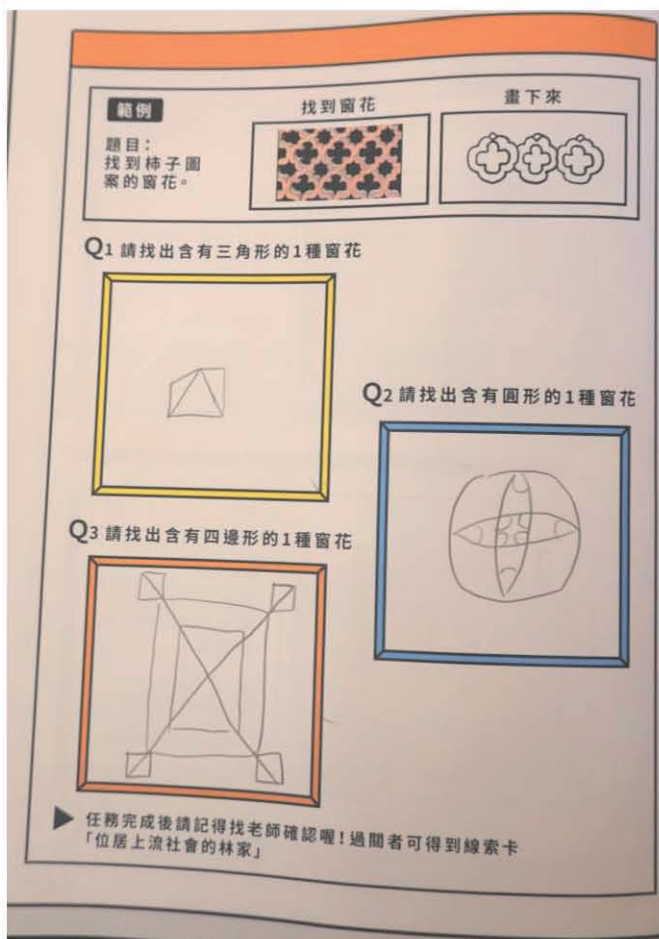 範例
題目：
找到柿子圖
案的窗花。
找到窗花
畫下來
Q1 請找出含有三角形的1種窗花
Q2 請找出含有圓形的1種窗花
Q3 請找出含有四邊形的1種窗花
▶ 任務完成後請記得找老師確認喔！過關者可得到線索卡
「位居上流社會的林家」